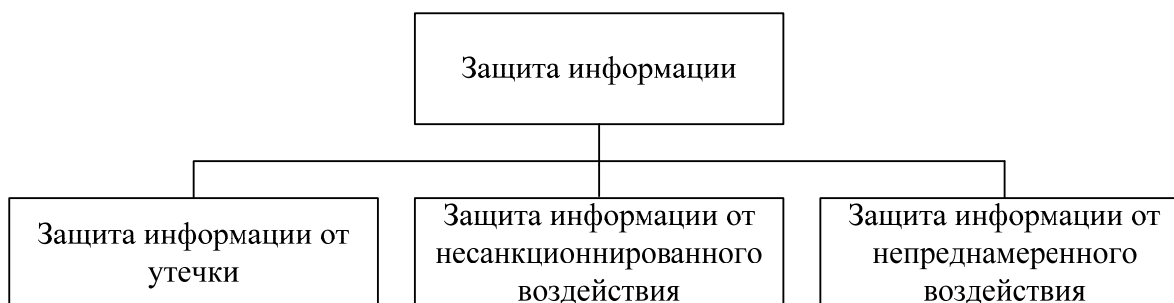 Защита информации
Защита информации от
утечки
Защита информации от
несанкционнированного
воздействия
Защита информации от
непреднамеренного
воздействия